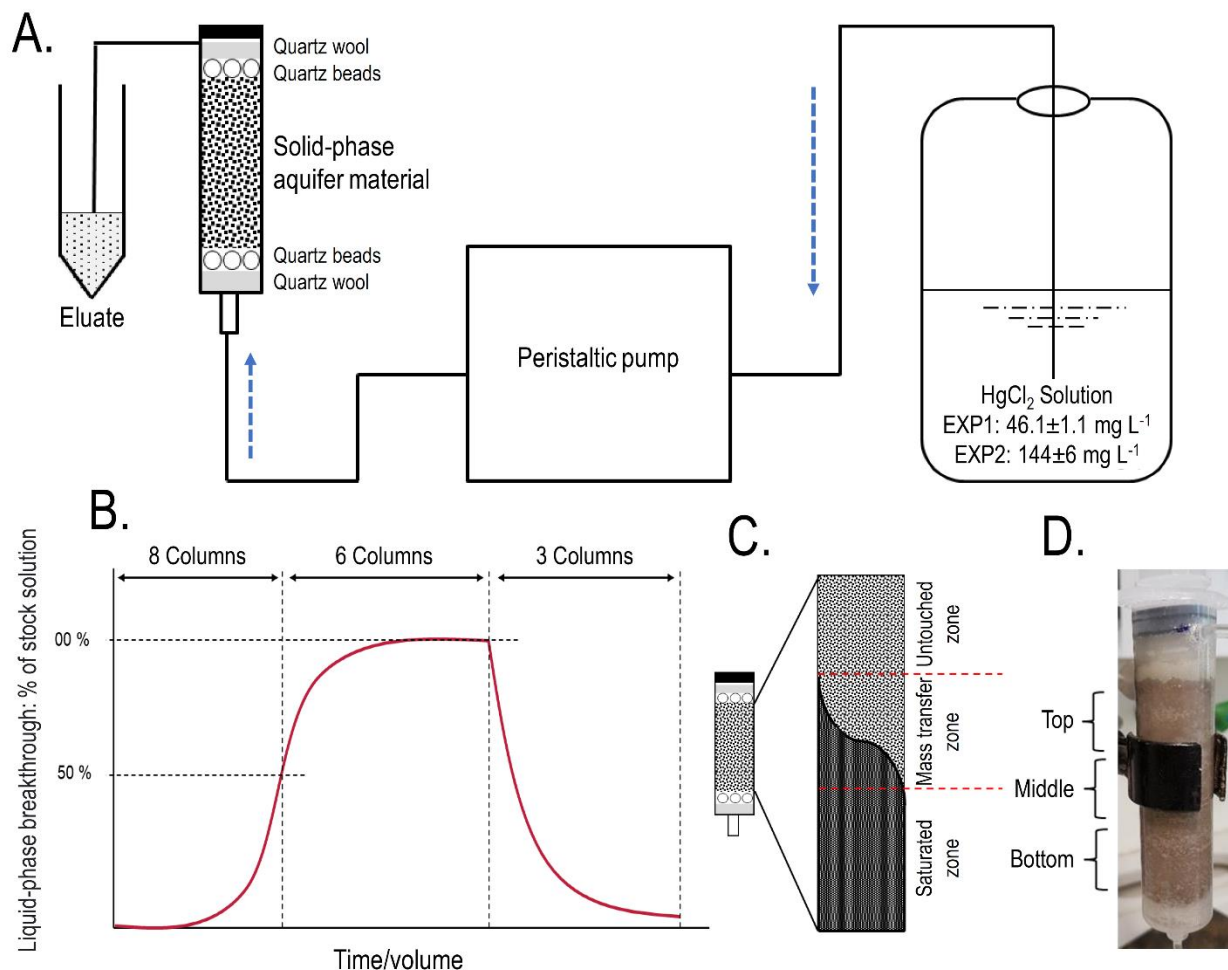 A.
Quartz wool
Quartz beads
Solid-phase
aquifer material
Quartz beads
Quartz wool
Eluate
Peristaltic pump
HgCl₂ Solution
EXP1: 46.1±1.1 mg L⁻¹
EXP2: 144±6 mg L⁻¹
B.
8 Columns
6 Columns
3 Columns
00 %
50 %
Liquid-phase breakthrough: % of stock solution
Time/volume
C.
Untouched
zone
Mass transfer
zone
Saturated
zone
D.
Top
Middle
Bottom